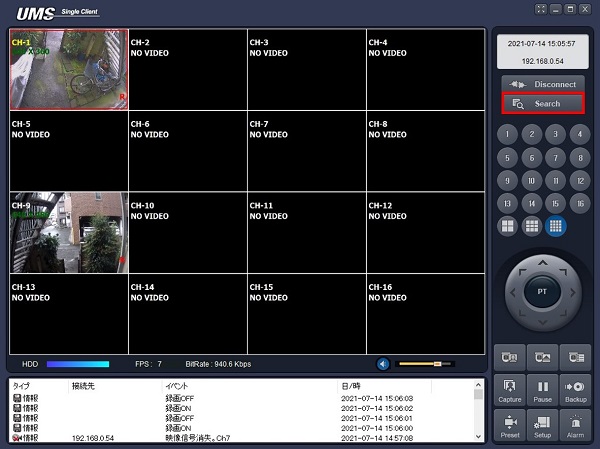 UMS Single Client
CH-1
CH-2
NO VIDEO
CH-3
NO VIDEO
CH-4
NO VIDEO
CH-5
NO VIDEO
CH-6
NO VIDEO
CH-7
NO VIDEO
CH-8
NO VIDEO
CH-9
R
CH-10
NO VIDEO
CH-11
NO VIDEO
CH-12
NO VIDEO
CH-13
NO VIDEO
CH-14
NO VIDEO
CH-15
NO VIDEO
CH-16
NO VIDEO
HDD FPS : 7 BitRate : 940.6 Kbps
タイプ 接続先 イベント 日/時
情報 録画OFF 2021-07-14 15:06:03
情報 録画ON 2021-07-14 15:06:02
情報 録画OFF 2021-07-14 15:06:02
情報 録画ON 2021-07-14 15:06:01
情報 192.168.0.54 映像信号消失。Ch7 2021-07-14 14:57:08
2021-07-14 15:05:57
192.168.0.54
Disconnect
Search
1 2 3 4
5 6 7 8
9 10 11 12
13 14 15 16
PT
Capture Pause Backup
Preset Setup Alarm